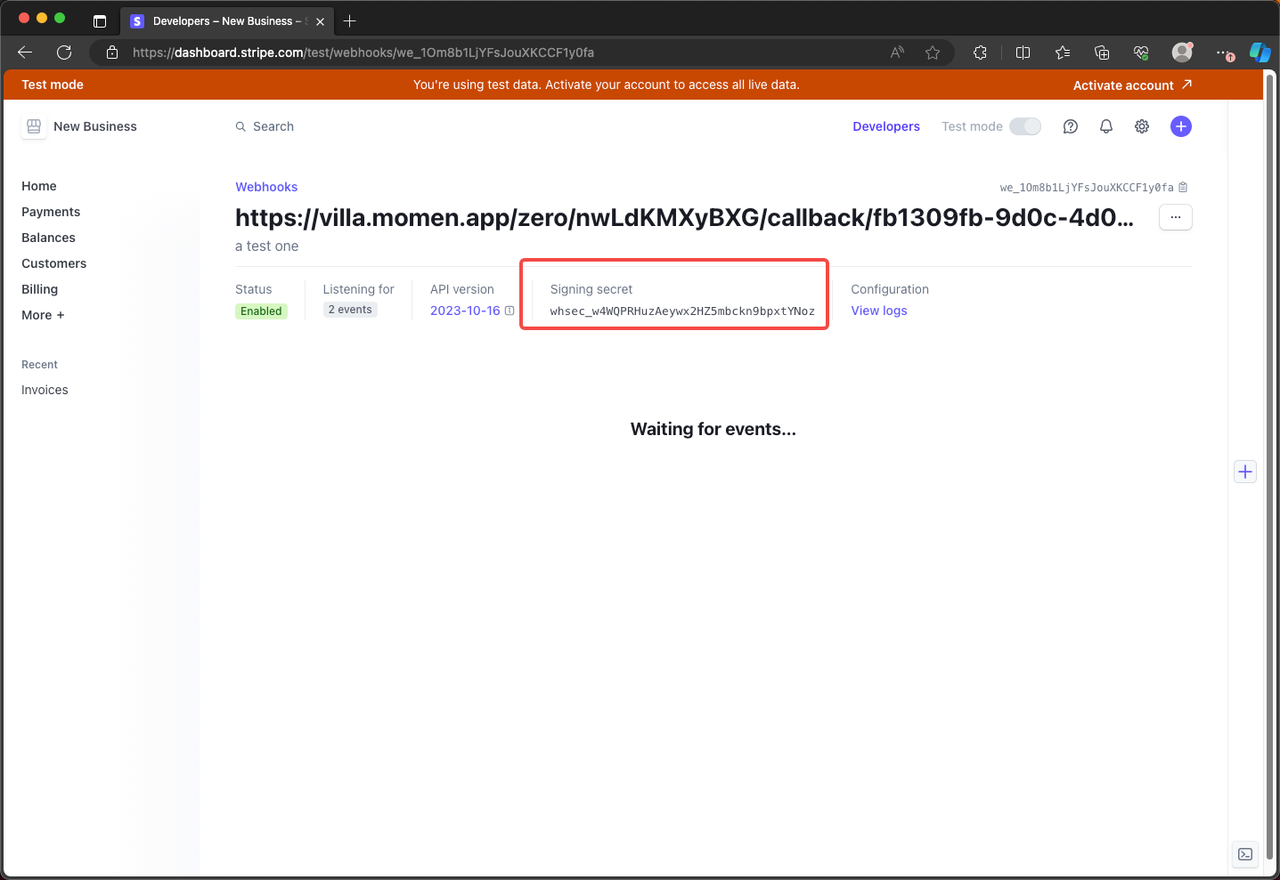 Developers – New Business –
https://dashboard.stripe.com/test/webhooks/we_1Om8b1LjYFsJouXKCCF1y0fa
Test mode
You're using test data. Activate your account to access all live data.
Activate account
New Business
Search
Developers
Test mode
Home
Payments
Balances
Customers
Billing
More +
Recent
Invoices
Webhooks
we_1Om8b1LjYFsJouXKCCF1y0fa
https://villa.momen.app/zero/nwLdKMXyBXG/callback/fb1309fb-9d0c-4d0...
a test one
Status
Enabled
Listening for
2 events
API version
2023-10-16
Signing secret
whsec_w4WQPRHuzAeywx2HZ5mbckn9bpxtYNoz
Configuration
View logs
Waiting for events...